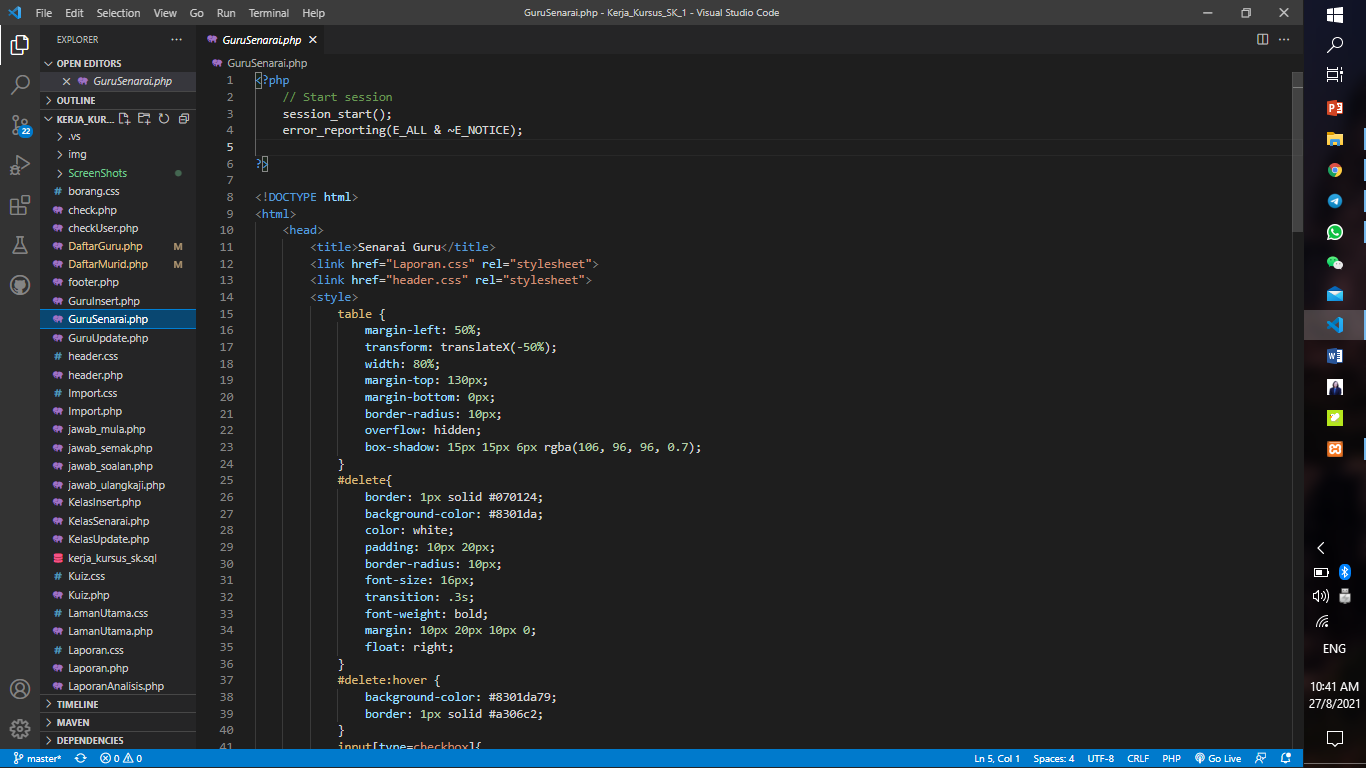 File Edit Selection View Go Run Terminal Help
GuruSenarai.php - Kerja_Kursus_SK_1 - Visual Studio Code
EXPLORER
OPEN EDITORS
GuruSenarai.php
OUTLINE
KERJA_KUR...
.vs
img
ScreenShots
borang.css
check.php
checkUser.php
DaftarGuru.php M
DaftarMurid.php M
footer.php
GuruInsert.php
GuruSenarai.php
GuruUpdate.php
header.css
header.php
Import.css
Import.php
jawab_mula.php
jawab_semak.php
jawab_soalan.php
jawab_ulangkaji.php
KelasInsert.php
KelasSenarai.php
KelasUpdate.php
kerja_kursus_sk.sql
Kuiz.css
Kuiz.php
LamanUtama.css
LamanUtama.php
Laporan.css
Laporan.php
LaporanAnalisis.php
TIMELINE
MAVEN
DEPENDENCIES
22
GuruSenarai.php
GuruSenarai.php
1 <?php
2 // Start session
3 session_start();
4 error_reporting(E_ALL & ~E_NOTICE);
5
6 ?>
7
8 <!DOCTYPE html>
9 <html>
10 <head>
11 <title>Senarai Guru</title>
12 <link href="Laporan.css" rel="stylesheet">
13 <link href="header.css" rel="stylesheet">
14 <style>
15 table {
16 margin-left: 50%;
17 transform: translateX(-50%);
18 width: 80%;
19 margin-top: 130px;
20 margin-bottom: 0px;
21 border-radius: 10px;
22 overflow: hidden;
23 box-shadow: 15px 15px 6px rgba(106, 96, 96, 0.7);
24 }
25 #delete{
26 border: 1px solid #070124;
27 background-color: #8301da;
28 color: white;
29 padding: 10px 20px;
30 border-radius: 10px;
31 font-size: 16px;
32 transition: .3s;
33 font-weight: bold;
34 margin: 10px 20px 10px 0;
35 float: right;
36 }
37 #delete:hover {
38 background-color: #8301da79;
39 border: 1px solid #a306c2;
40 }
41 input[type=checkbox]{
master* 0 0
Ln 5, Col 1 Spaces: 4 UTF-8 CRLF PHP Go Live
ENG
10:41 AM
27/8/2021